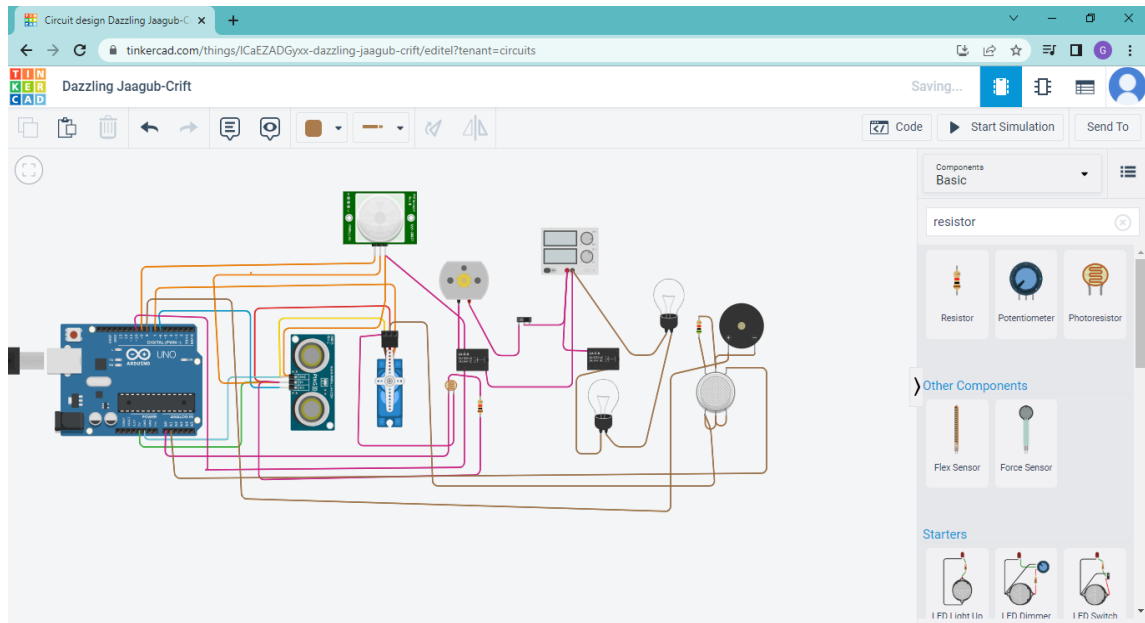 Circuit design Dazzling Jaagub-C
tinkercad.com/things/lCaEZADGyxx-dazzling-jaagub-crift/editel?tenant=circuits
G
TIN
KER
CAD
Dazzling Jaagub-Crift
Saving...
Code
Start Simulation
Send To
Components
Basic
resistor
Resistor
Potentiometer
Photoresistor
Other Components
Flex Sensor
Force Sensor
Starters
LED Light Up
LED Dimmer
LED Switch
DIGITAL (PWM~)
UNO
ARDUINO
POWER
ANALOG IN